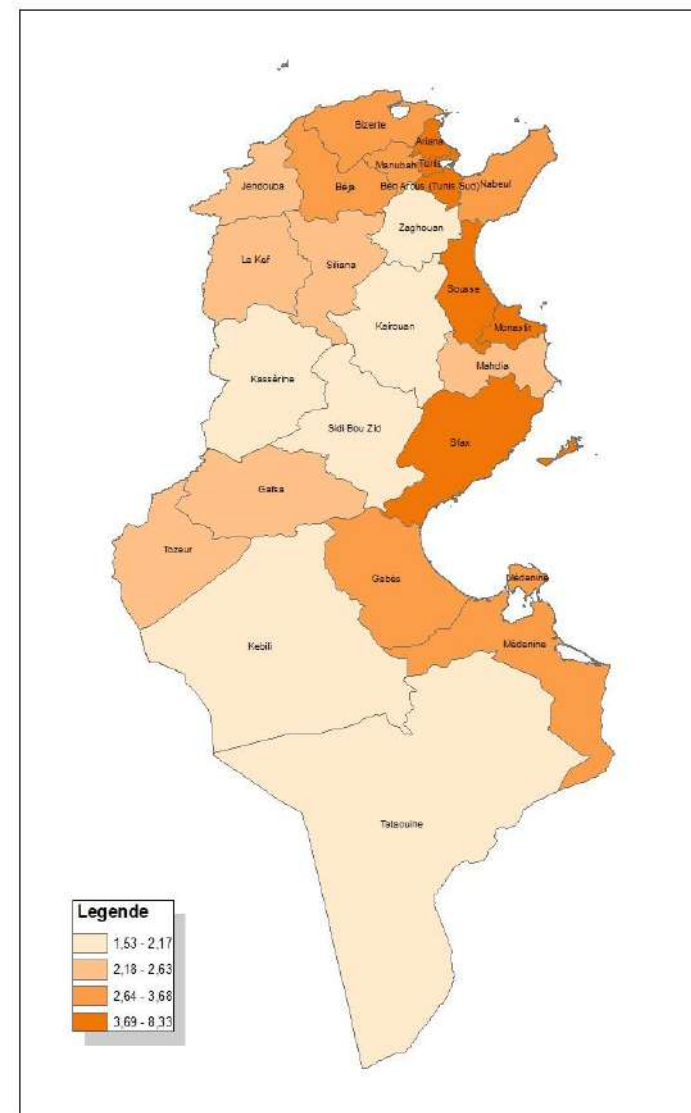 Bizerte
Ariana
Manubah
Tunis
Jendouba
Béja
Ben Arous (Tunis Sud)
Nabeul
Zaghouan
Le Kef
Siliana
Sousse
Kairouan
Monastir
Mahdia
Kassérine
Sidi Bou Zid
Sfax
Gafsa
Tozeur
Gabès
Médenine
Kebili
Médenine
Tataouine
Legende
1,53 - 2,17
2,18 - 2,63
2,64 - 3,68
3,69 - 8,33